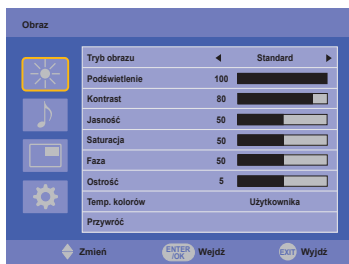 Obraz
Tryb obrazu Standard
Podświetlenie 100
Kontrast 80
Jasność 50
Saturacja 50
Faza 50
Ostrość 5
Temp. kolorów Użytkownika
Przywróć
Zmień ENTER /OK Wejdź EXIT Wyjdź